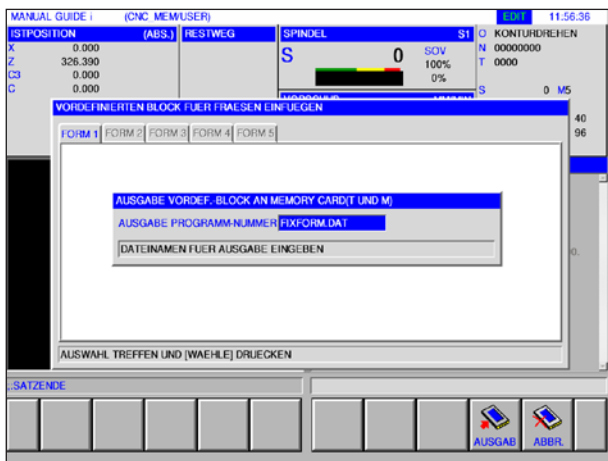 MANUAL GUIDE i (CNC_MEM/USER) EDIT 11:56:36
ISTPOSITION (ABS.) RESTWEG SPINDEL S1 O KONTURDREHEN
X 0.000 S 0 SOV N 00000000
Z 326.390 100% T 0000
C3 0.000 0%
C 0.000 S 0 M5
VORDEFINIERTEN BLOCK FUER FRAESEN EINFUEGEN
40
FORM 1 FORM 2 FORM 3 FORM 4 FORM 5 96
AUSGABE VORDEF.-BLOCK AN MEMORY CARD(T UND M)
AUSGABE PROGRAMM-NUMMER FIXFORM.DAT
DATEINAMEN FUER AUSGABE EINGEBEN
0.
AUSWAHL TREFFEN UND [WAEHLE] DRUECKEN
;:SATZENDE
AUSGAB ABBR.